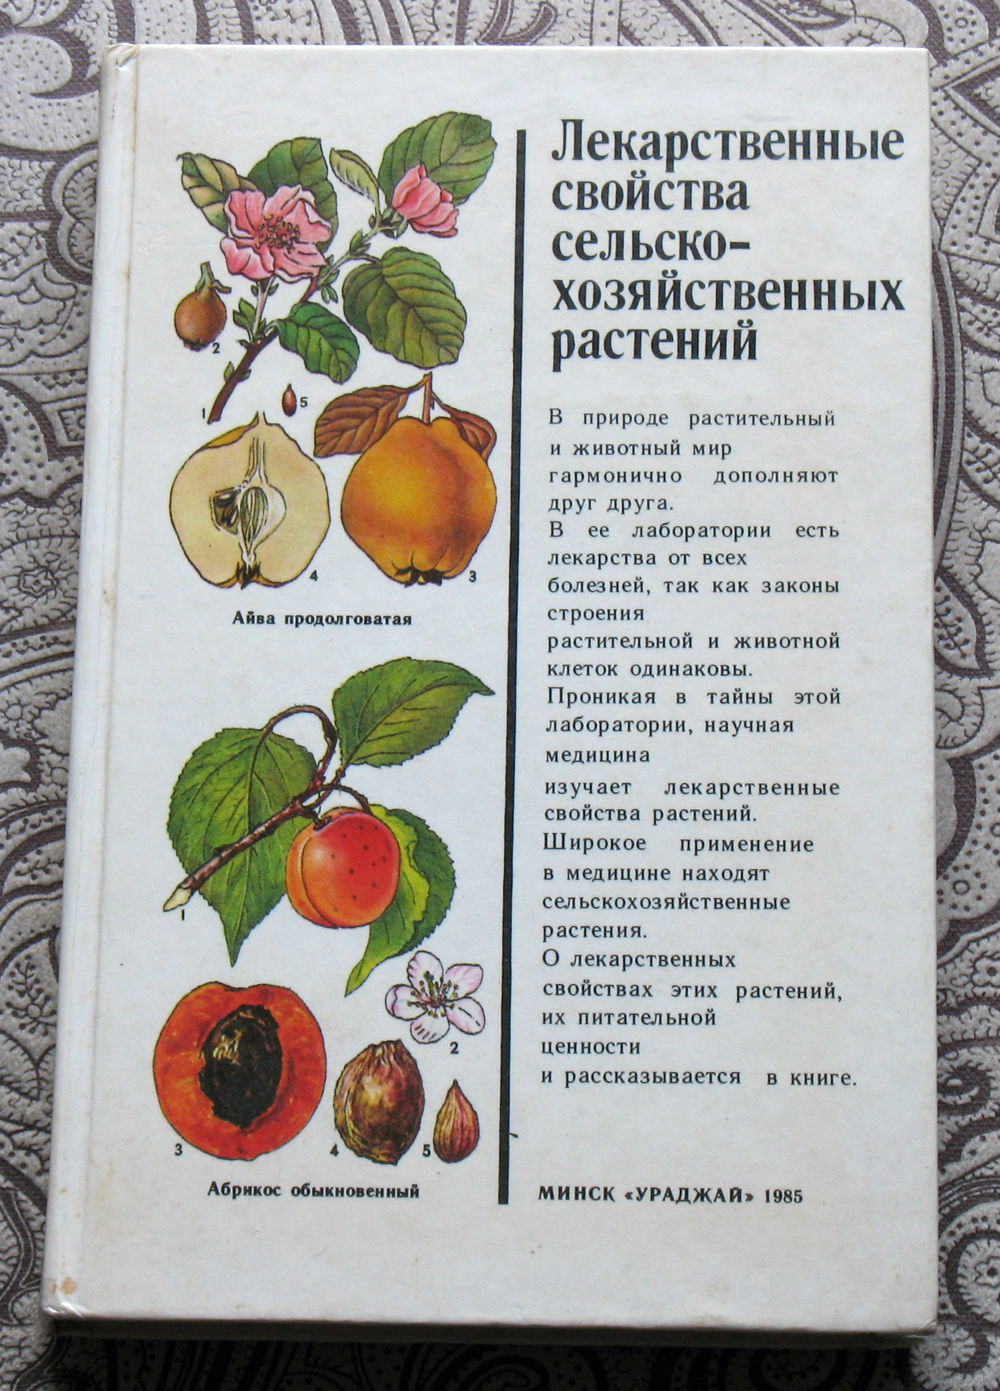 Лекарственные
свойства
сельско-
хозяйственных
растений
В природе растительный
и животный мир
гармонично дополняют
друг друга.
В ее лаборатории есть
лекарства от всех
болезней, так как законы
строения
растительной и животной
клеток одинаковы.
Проникая в тайны этой
лаборатории, научная
медицина
изучает лекарственные
свойства растений.
Широкое применение
в медицине находят
сельскохозяйственные
растения.
О лекарственных
свойствах этих растений,
их питательной
ценности
и рассказывается в книге.
МИНСК «УРАДЖАЙ» 1985
2
1
5
4
3
Айва продолговатая
1
2
3
4
5
Абрикос обыкновенный